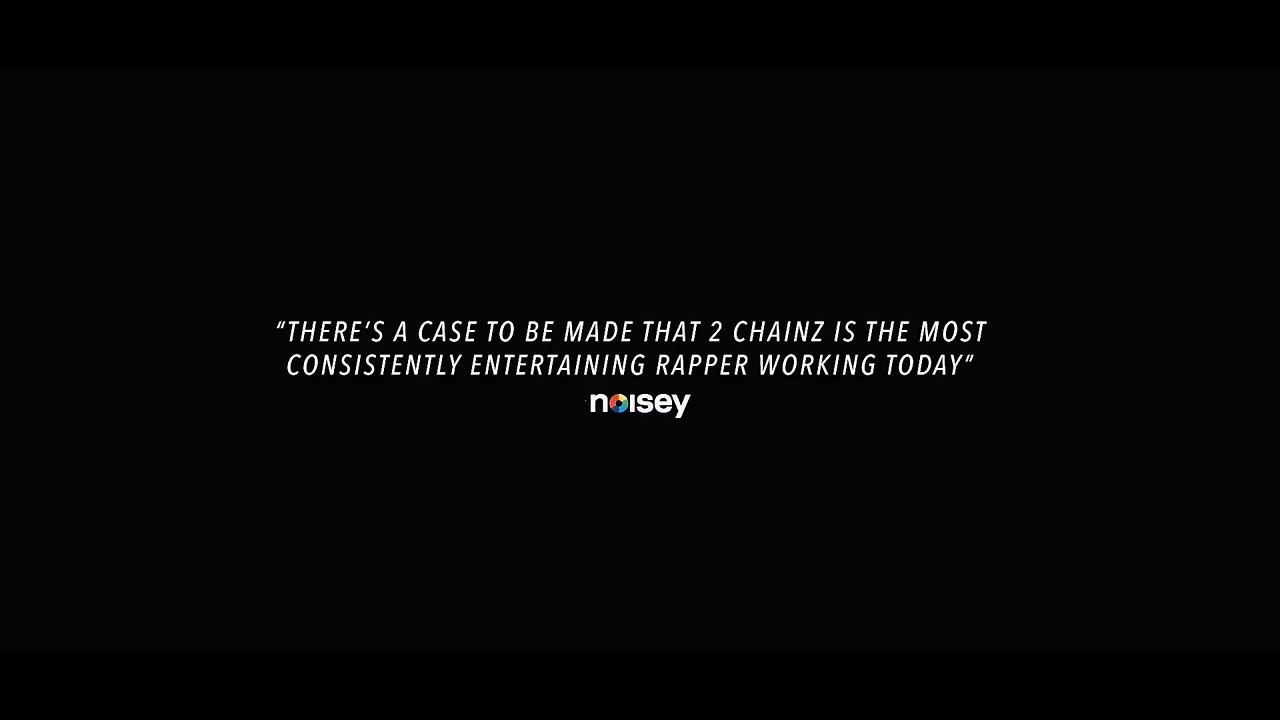 “THERE’S A CASE TO BE MADE THAT 2 CHAINZ IS THE MOST
CONSISTENTLY ENTERTAINING RAPPER WORKING TODAY”
noisey